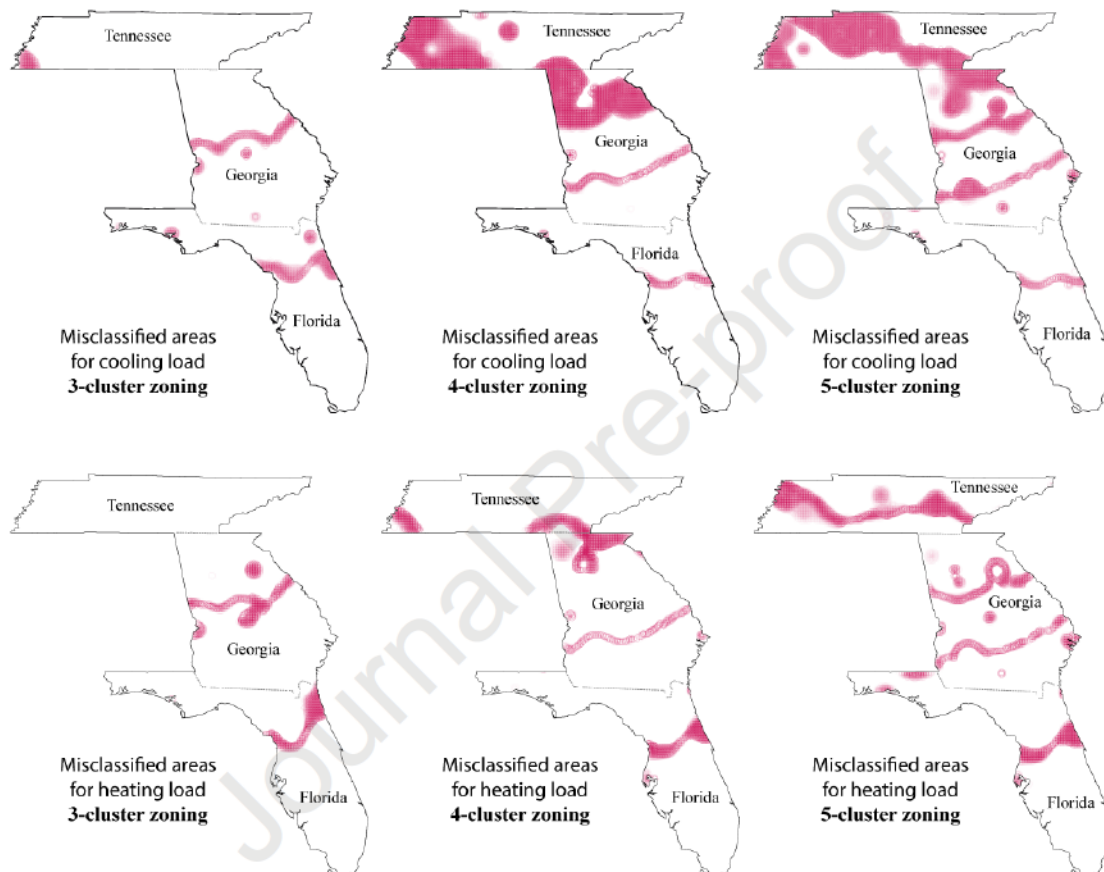 Tennessee
Georgia
Florida
Misclassified areas
for cooling load
3-cluster zoning
Tennessee
Georgia
Florida
Misclassified areas
for cooling load
4-cluster zoning
Tennessee
Georgia
Florida
Misclassified areas
for cooling load
5-cluster zoning
Tennessee
Georgia
Florida
Misclassified areas
for heating load
3-cluster zoning
Tennessee
Georgia
Florida
Misclassified areas
for heating load
4-cluster zoning
Tennessee
Georgia
Florida
Misclassified areas
for heating load
5-cluster zoning
Journal Pre-proof